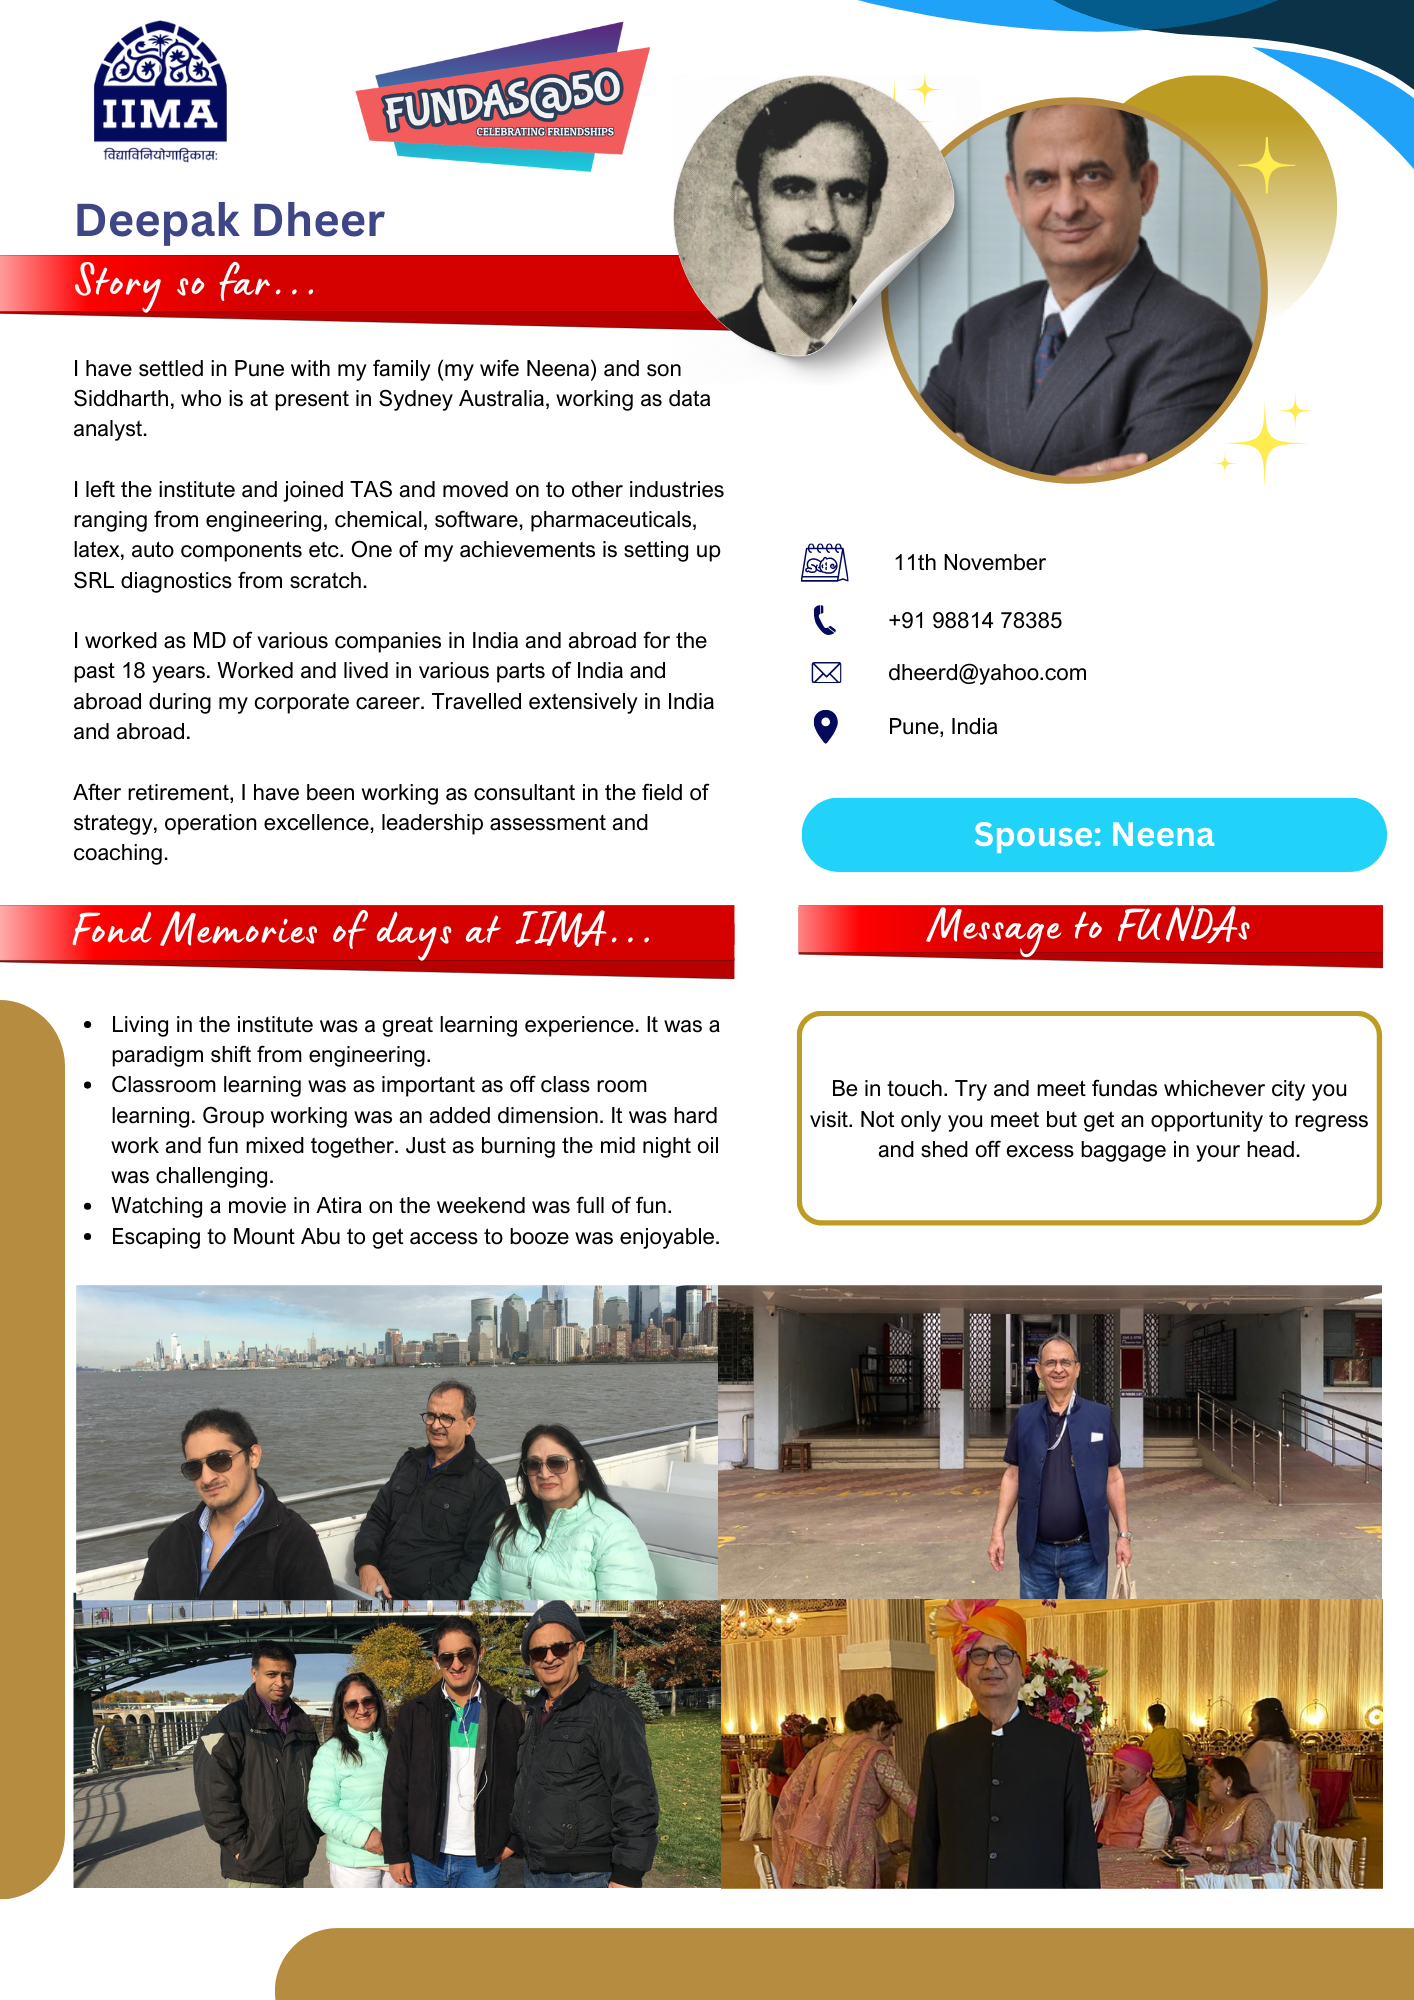 IIMA
विद्याविनियोगाद्विकास:
FUNDAS@50
CELEBRATING FRIENDSHIPS
Deepak Dheer
Story so far...
I have settled in Pune with my family (my wife Neena) and son
Siddharth, who is at present in Sydney Australia, working as data
analyst.
I left the institute and joined TAS and moved on to other industries
ranging from engineering, chemical, software, pharmaceuticals,
latex, auto components etc. One of my achievements is setting up
SRL diagnostics from scratch.
I worked as MD of various companies in India and abroad for the
past 18 years. Worked and lived in various parts of India and
abroad during my corporate career. Travelled extensively in India
and abroad.
After retirement, I have been working as consultant in the field of
strategy, operation excellence, leadership assessment and
coaching.
11th November
+91 98814 78385
dheerd@yahoo.com
Pune, India
Spouse: Neena
Fond Memories of days at IIMA...
• Living in the institute was a great learning experience. It was a
paradigm shift from engineering.
• Classroom learning was as important as off class room
learning. Group working was an added dimension. It was hard
work and fun mixed together. Just as burning the mid night oil
was challenging.
• Watching a movie in Atira on the weekend was full of fun.
• Escaping to Mount Abu to get access to booze was enjoyable.
Message to FUNDAs
Be in touch. Try and meet fundas whichever city you
visit. Not only you meet but get an opportunity to regress
and shed off excess baggage in your head.